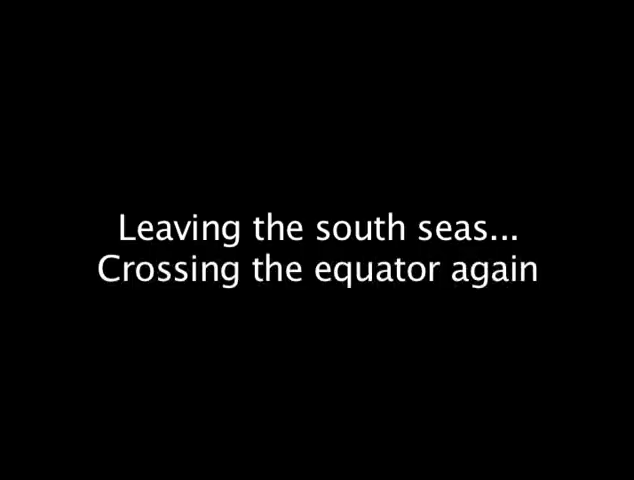 Leaving the south seas...
Crossing the equator again